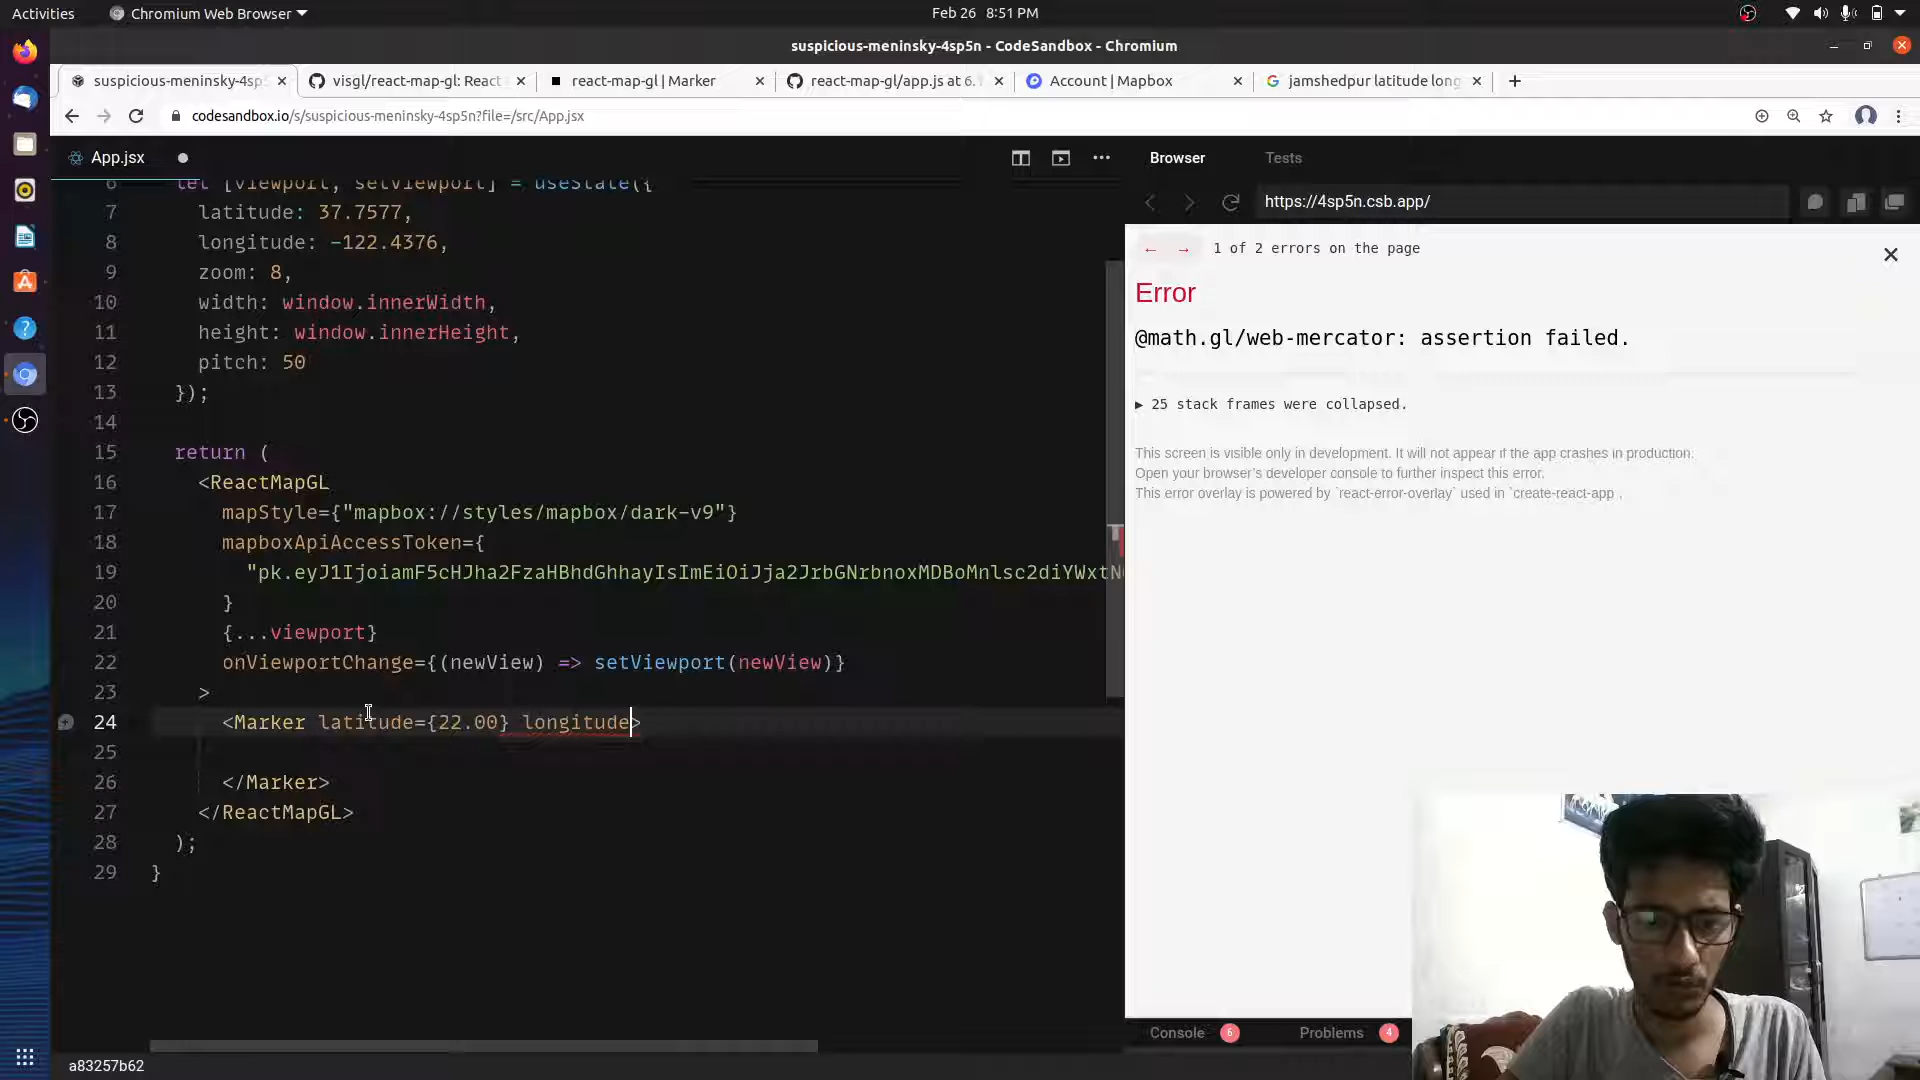 Activities
Chromium Web Browser
Feb 26 8:51 PM
suspicious-meninsky-4sp5n - CodeSandbox - Chromium
suspicious-meninsky-4sp5
visgl/react-map-gl: React
react-map-gl | Marker
react-map-gl/app.js at 6.1
Account | Mapbox
jamshedpur latitude long
codesandbox.io/s/suspicious-meninsky-4sp5n?file=/src/App.jsx
App.jsx
Browser
Tests
https://4sp5n.csb.app/
6 let [viewport, setViewport] = useState({
7 latitude: 37.7577,
8 longitude: -122.4376,
9 zoom: 8,
10 width: window.innerWidth,
11 height: window.innerHeight,
12 pitch: 50
13 });
14
15 return (
16 <ReactMapGL
17 mapStyle={"mapbox://styles/mapbox/dark-v9"}
18 mapboxApiAccessToken={
19 "pk.eyJ1IjoiamF5cHJha2FzaHBhdGhhayIsImEiOiJja2JrbGNrbnoxMDBoMnlsc2diYWxtN
20 }
21 {...viewport}
22 onViewportChange={(newView) => setViewport(newView)}
23 >
24 <Marker latitude={22.00} longitude>
25
26 </Marker>
27 </ReactMapGL>
28 );
29 }
1 of 2 errors on the page
Error
@math.gl/web-mercator: assertion failed.
▶ 25 stack frames were collapsed.
This screen is visible only in development. It will not appear if the app crashes in production.
Open your browser's developer console to further inspect this error.
This error overlay is powered by `react-error-overlay` used in `create-react-app`.
Console 6
Problems 4
a83257b62